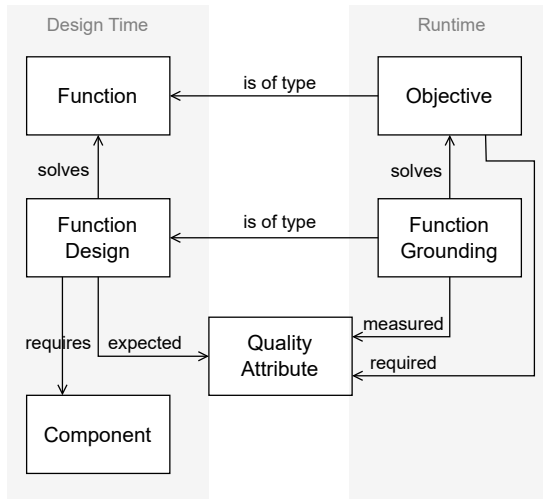 Design Time
Runtime
Function
is of type
Objective
solves
solves
Function
Design
is of type
Function
Grounding
requires
expected
Quality
Attribute
measured
required
Component